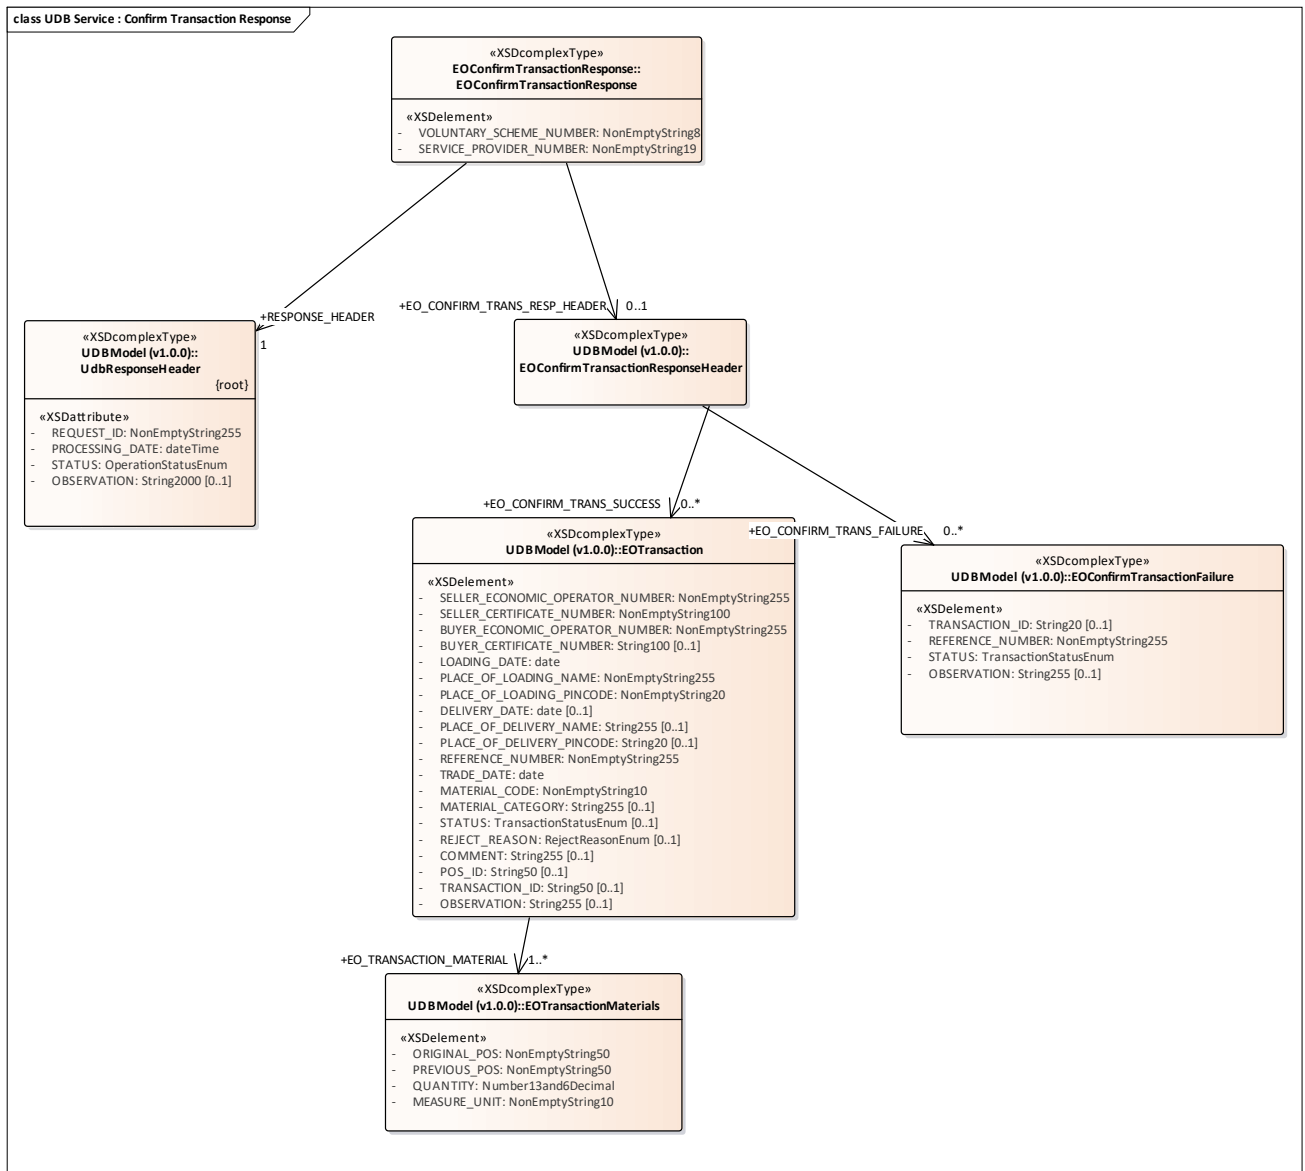 class UDB Service : Confirm Transaction Response
«XSDcomplexType»
EOConfirmTransactionResponse::
EOConfirmTransactionResponse
«XSDelement»
- VOLUNTARY_SCHEME_NUMBER: NonEmptyString8
- SERVICE_PROVIDER_NUMBER: NonEmptyString19
+EO_CONFIRM_TRANS_RESP_HEADER 0..1
+RESPONSE_HEADER
1
«XSDcomplexType»
UDBModel (v1.0.0)::
UdbResponseHeader
{root}
«XSDattribute»
- REQUEST_ID: NonEmptyString255
- PROCESSING_DATE: dateTime
- STATUS: OperationStatusEnum
- OBSERVATION: String2000 [0..1]
«XSDcomplexType»
UDBModel (v1.0.0)::
EOConfirmTransactionResponseHeader
+EO_CONFIRM_TRANS_SUCCESS 0..*
+EO_CONFIRM_TRANS_FAILURE 0..*
«XSDcomplexType»
UDBModel (v1.0.0)::EOTransaction
«XSDelement»
- SELLER_ECONOMIC_OPERATOR_NUMBER: NonEmptyString255
- SELLER_CERTIFICATE_NUMBER: NonEmptyString100
- BUYER_ECONOMIC_OPERATOR_NUMBER: NonEmptyString255
- BUYER_CERTIFICATE_NUMBER: String100 [0..1]
- LOADING_DATE: date
- PLACE_OF_LOADING_NAME: NonEmptyString255
- PLACE_OF_LOADING_PINCODE: NonEmptyString20
- DELIVERY_DATE: date [0..1]
- PLACE_OF_DELIVERY_NAME: String255 [0..1]
- PLACE_OF_DELIVERY_PINCODE: String20 [0..1]
- REFERENCE_NUMBER: NonEmptyString255
- TRADE_DATE: date
- MATERIAL_CODE: NonEmptyString10
- MATERIAL_CATEGORY: String255 [0..1]
- STATUS: TransactionStatusEnum [0..1]
- REJECT_REASON: RejectReasonEnum [0..1]
- COMMENT: String255 [0..1]
- POS_ID: String50 [0..1]
- TRANSACTION_ID: String50 [0..1]
- OBSERVATION: String255 [0..1]
«XSDcomplexType»
UDBModel (v1.0.0)::EOConfirmTransactionFailure
«XSDelement»
- TRANSACTION_ID: String20 [0..1]
- REFERENCE_NUMBER: NonEmptyString255
- STATUS: TransactionStatusEnum
- OBSERVATION: String255 [0..1]
+EO_TRANSACTION_MATERIAL 1..*
«XSDcomplexType»
UDBModel (v1.0.0)::EOTransactionMaterials
«XSDelement»
- ORIGINAL_POS: NonEmptyString50
- PREVIOUS_POS: NonEmptyString50
- QUANTITY: Number13and6Decimal
- MEASURE_UNIT: NonEmptyString10